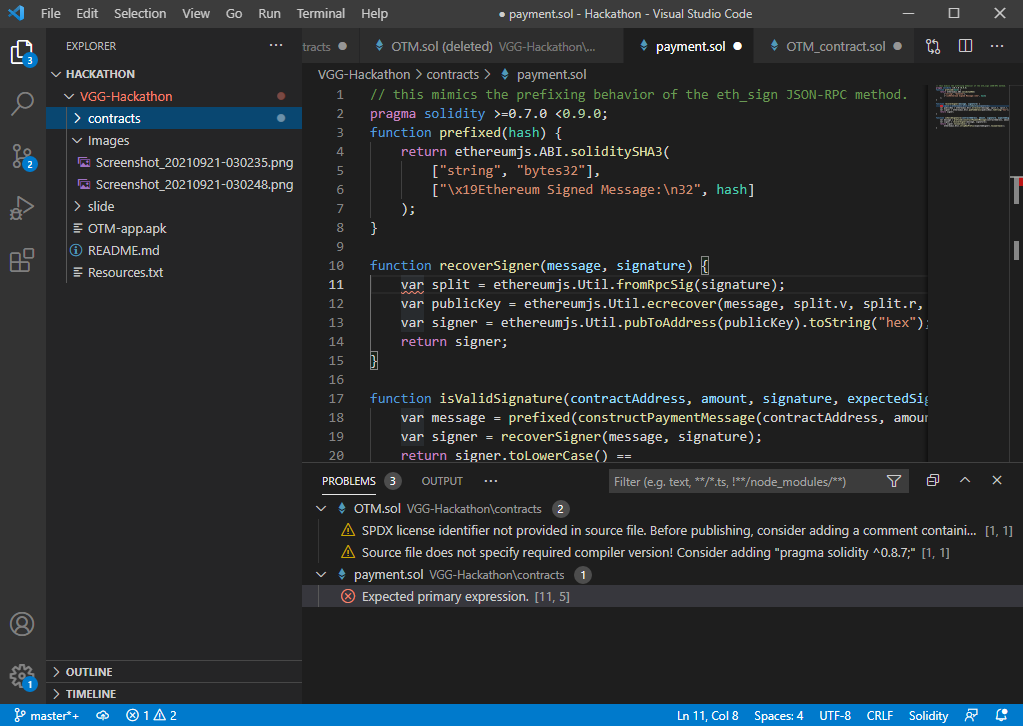 File Edit Selection View Go Run Terminal Help ● payment.sol - Hackathon - Visual Studio Code
EXPLORER ···
tracts ● OTM.sol (deleted) VGG-Hackathon\... payment.sol ● OTM_contract.sol ● ···
3
HACKATHON
VGG-Hackathon
contracts
Images
Screenshot_20210921-030235.png
Screenshot_20210921-030248.png
slide
OTM-app.apk
README.md
Resources.txt
2
VGG-Hackathon > contracts > payment.sol
1 // this mimics the prefixing behavior of the eth_sign JSON-RPC method.
2 pragma solidity >=0.7.0 <0.9.0;
3 function prefixed(hash) {
4 return ethereumjs.ABI.soliditySHA3(
5 ["string", "bytes32"],
6 ["\x19Ethereum Signed Message:\n32", hash]
7 );
8 }
9
10 function recoverSigner(message, signature) {
11 var split = ethereumjs.Util.fromRpcSig(signature);
12 var publicKey = ethereumjs.Util.ecrecover(message, split.v, split.r,
13 var signer = ethereumjs.Util.pubToAddress(publicKey).toString("hex");
14 return signer;
15 }
16
17 function isValidSignature(contractAddress, amount, signature, expectedSig
18 var message = prefixed(constructPaymentMessage(contractAddress, amoun
19 var signer = recoverSigner(message, signature);
20 return signer.toLowerCase() ==
PROBLEMS 3 OUTPUT ··· Filter (e.g. text, **/*.ts, !**/node_modules/**)
OTM.sol VGG-Hackathon\contracts 2
SPDX license identifier not provided in source file. Before publishing, consider adding a comment containi... [1, 1]
Source file does not specify required compiler version! Consider adding "pragma solidity ^0.8.7;" [1, 1]
payment.sol VGG-Hackathon\contracts 1
Expected primary expression. [11, 5]
OUTLINE
TIMELINE
1
master*+ 1 2 Ln 11, Col 8 Spaces: 4 UTF-8 CRLF Solidity